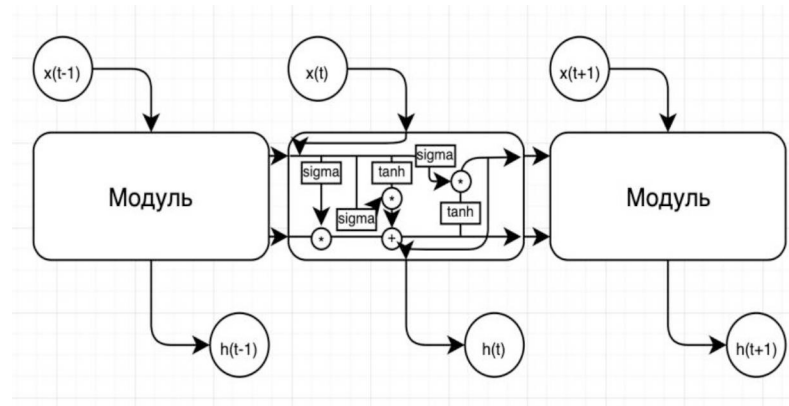 x(t-1)
x(t)
x(t+1)
Модуль
sigma
sigma
tanh
sigma
*
*
tanh
*
+
Модуль
h(t-1)
h(t)
h(t+1)